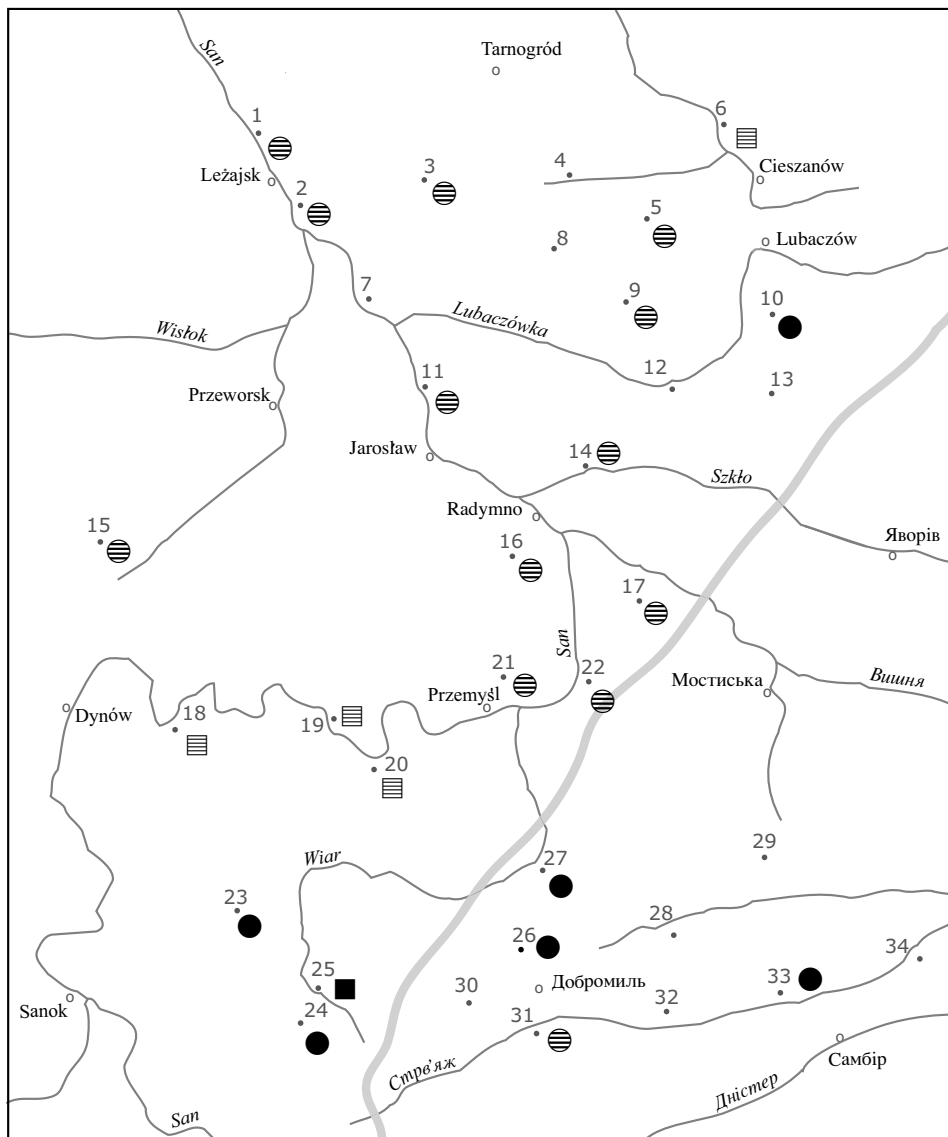 San
Tarnogród
1
6
Leżajsk
3
4
Cieszanów
2
5
8
Lubaczów
7
9
10
Wisłok
Lubaczówka
11
12
13
Przeworsk
Jarosław
14
Szkło
Radymno
15
16
Яворів
17
San
21
22
Przemyśl
Мостиська
Вишня
Dynów
18
19
20
Wiar
27
29
23
28
26
34
25
30
Добромиль
33
Sanok
24
31
32
Самбір
Стрв'яж
Дністер
San